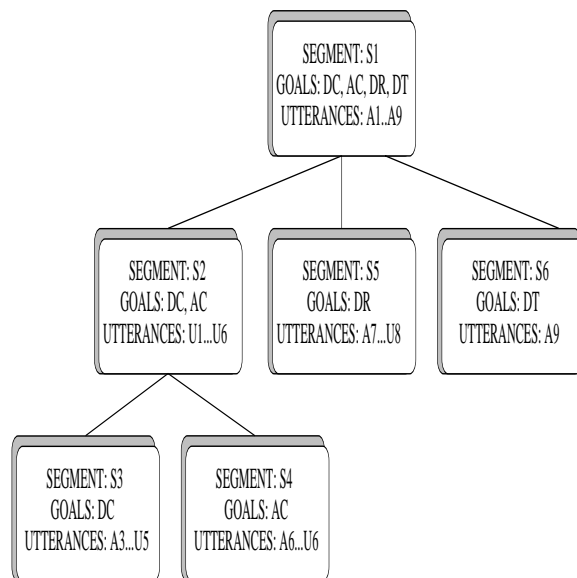 SEGMENT: S1
GOALS: DC, AC, DR, DT
UTTERANCES: A1..A9
SEGMENT: S2
GOALS: DC, AC
UTTERANCES: U1...U6
SEGMENT: S5
GOALS: DR
UTTERANCES: A7...U8
SEGMENT: S6
GOALS: DT
UTTERANCES: A9
SEGMENT: S3
GOALS: DC
UTTERANCES: A3...U5
SEGMENT: S4
GOALS: AC
UTTERANCES: A6...U6